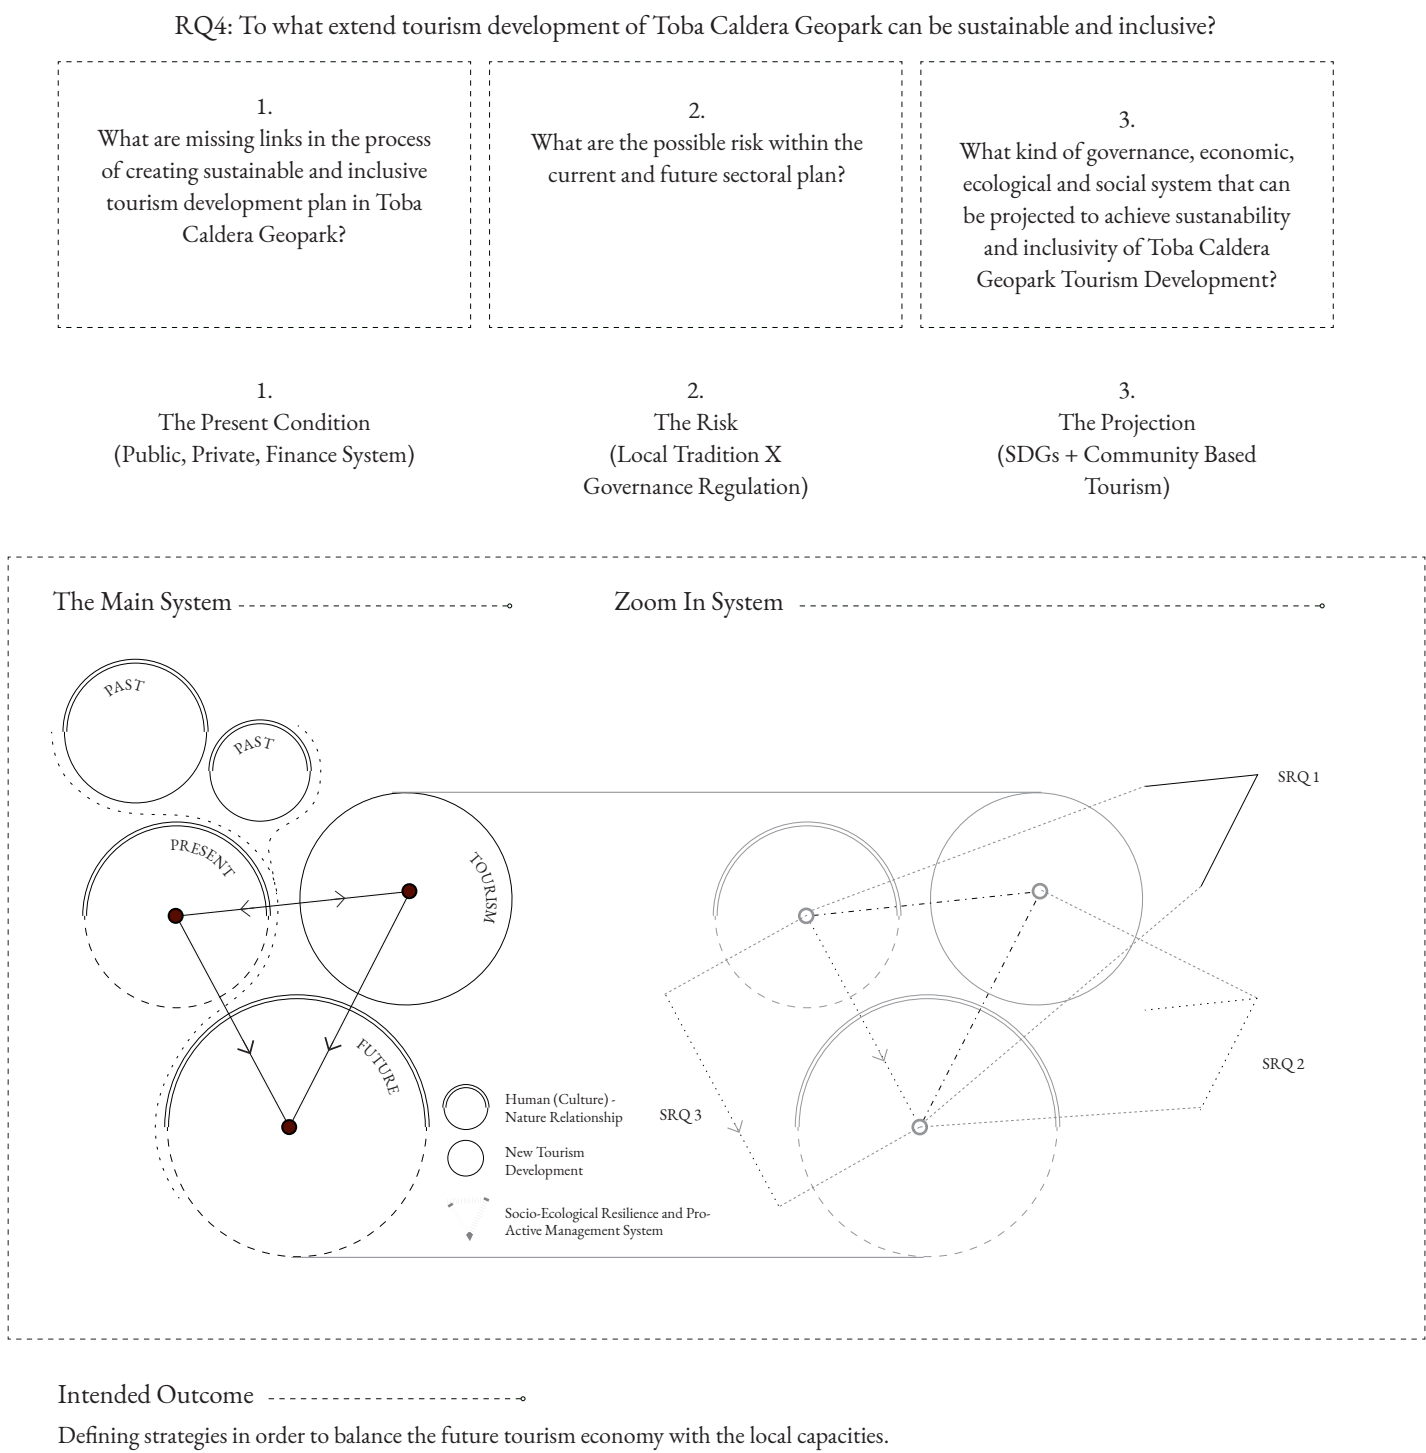 RQ4: To what extend tourism development of Toba Caldera Geopark can be sustainable and inclusive?
1.
What are missing links in the process
of creating sustainable and inclusive
tourism development plan in Toba
Caldera Geopark?
2.
What are the possible risk within the
current and future sectoral plan?
3.
What kind of governance, economic,
ecological and social system that can
be projected to achieve sustanability
and inclusivity of Toba Caldera
Geopark Tourism Development?
1.
The Present Condition
(Public, Private, Finance System)
2.
The Risk
(Local Tradition X
Governance Regulation)
3.
The Projection
(SDGs + Community Based
Tourism)
The Main System
Zoom In System
PAST
PAST
PRESENT
TOURISM
FUTURE
Human (Culture) -
Nature Relationship
New Tourism
Development
Socio-Ecological Resilience and Pro-
Active Management System
SRQ 1
SRQ 2
SRQ 3
Intended Outcome
Defining strategies in order to balance the future tourism economy with the local capacities.